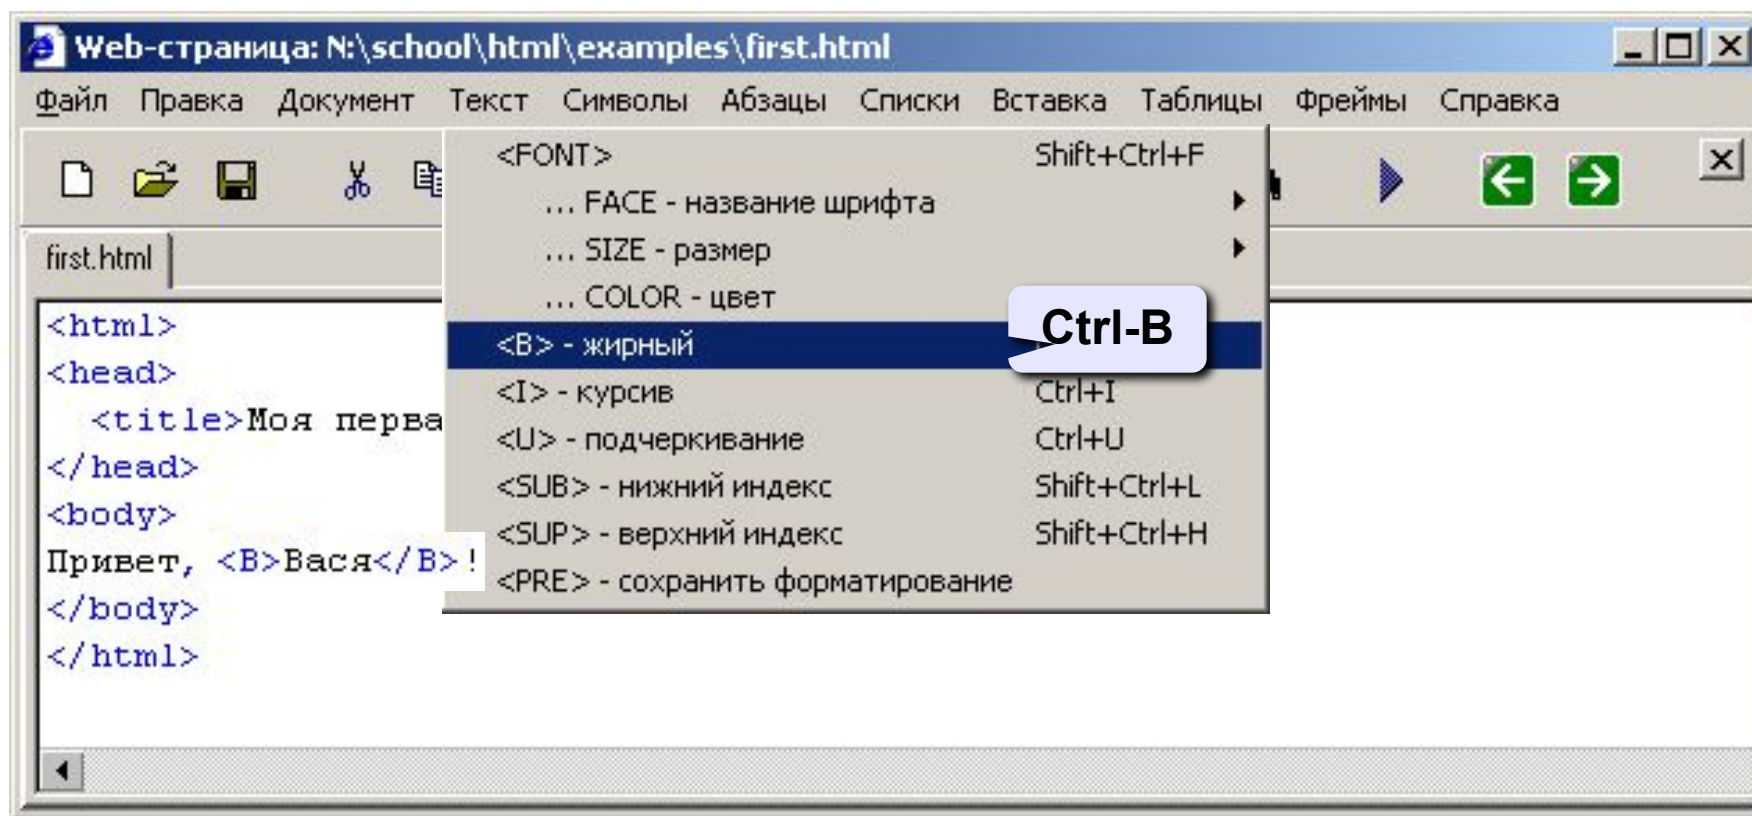 Web-страница: N:\school\html\examples\first.html
Файл Правка Документ Текст Символы Абзацы Списки Вставка Таблицы Фреймы Справка
<FONT> Shift+Ctrl+F
... FACE - название шрифта
... SIZE - размер
... COLOR - цвет
<B> - жирный
Ctrl-B
<I> - курсив Ctrl+I
<U> - подчеркивание Ctrl+U
<SUB> - нижний индекс Shift+Ctrl+L
<SUP> - верхний индекс Shift+Ctrl+H
<PRE> - сохранить форматирование
first.html
<html>
<head>
<title>Моя перва
</head>
<body>
Привет, <B>Вася</B>!
</body>
</html>